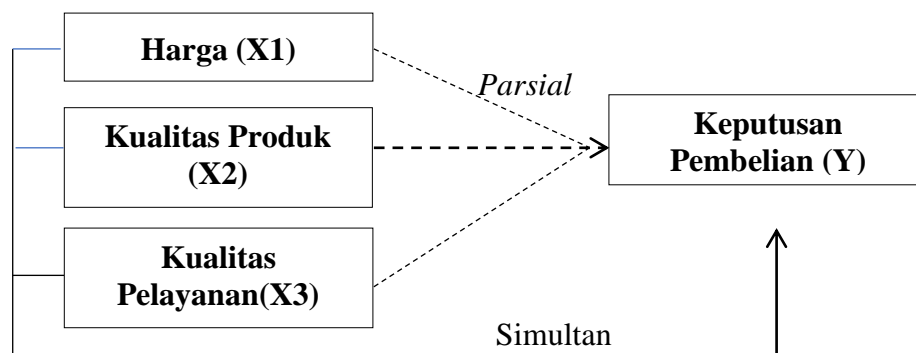 Harga (X1)
Parsial
Kualitas Produk
(X2)
Keputusan
Pembelian (Y)
Kualitas
Pelayanan(X3)
Simultan